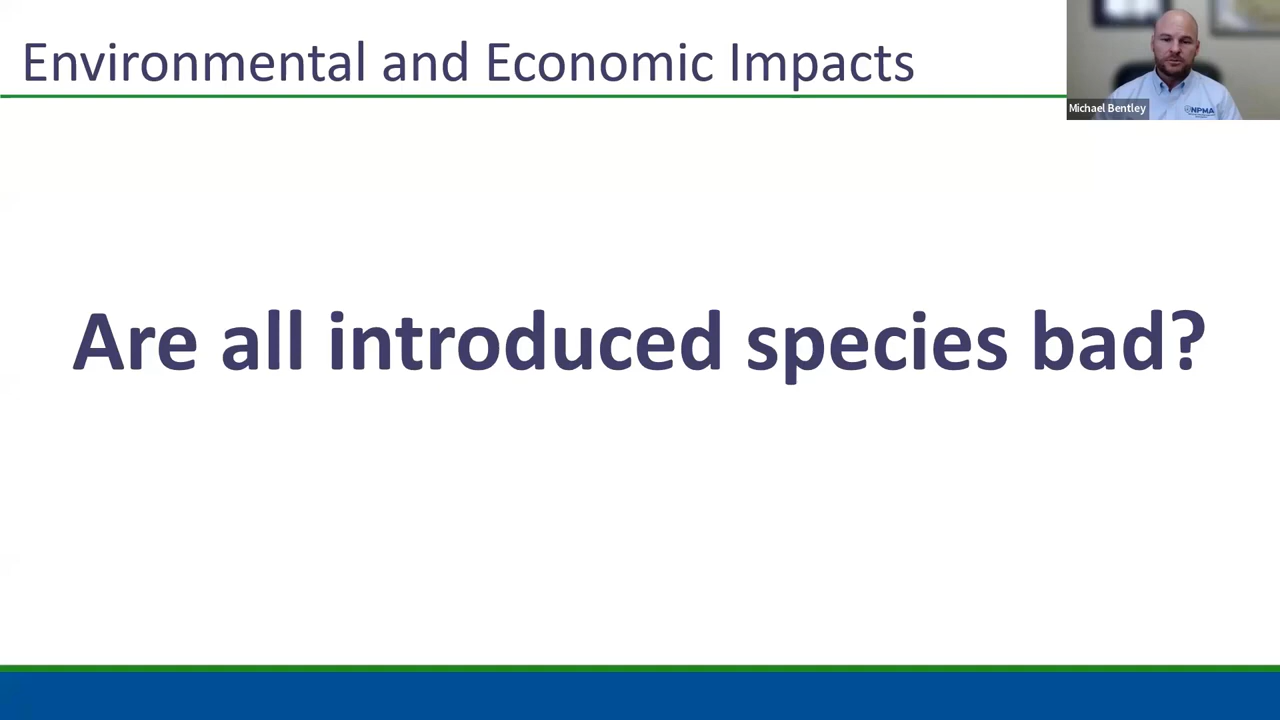 Environmental and Economic Impacts
Michael Bentley
NPMA
Are all introduced species bad?